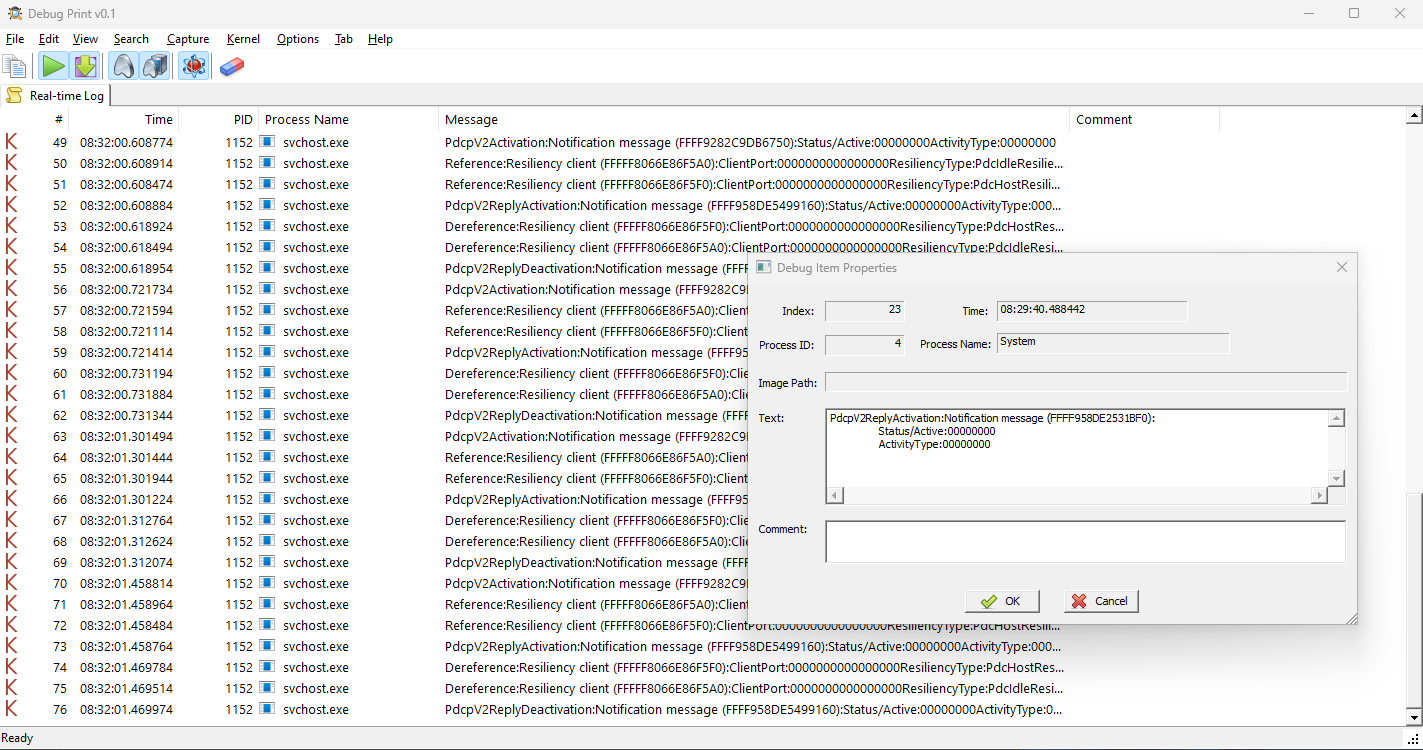 Debug Print v0.1
File Edit View Search Capture Kernel Options Tab Help
Real-time Log
# Time PID Process Name Message Comment
49 08:32:00.608774 1152 svchost.exe PdcpV2Activation:Notification message (FFFF9282C9DB6750):Status/Active:00000000ActivityType:00000000
50 08:32:00.608914 1152 svchost.exe Reference:Resiliency client (FFFFF8066E86F5A0):ClientPort:0000000000000000ResiliencyType:PdcIdleResilie...
51 08:32:00.608474 1152 svchost.exe Reference:Resiliency client (FFFFF8066E86F5F0):ClientPort:0000000000000000ResiliencyType:PdcHostResili...
52 08:32:00.608884 1152 svchost.exe PdcpV2ReplyActivation:Notification message (FFFF958DE5499160):Status/Active:00000000ActivityType:000...
53 08:32:00.618924 1152 svchost.exe Dereference:Resiliency client (FFFFF8066E86F5F0):ClientPort:0000000000000000ResiliencyType:PdcHostRes...
54 08:32:00.618494 1152 svchost.exe Dereference:Resiliency client (FFFFF8066E86F5A0):ClientPort:0000000000000000ResiliencyType:PdcIdleResi...
55 08:32:00.618954 1152 svchost.exe PdcpV2ReplyDeactivation:Notification message (FFFF
56 08:32:00.721734 1152 svchost.exe PdcpV2Activation:Notification message (FFFF9282C9
57 08:32:00.721594 1152 svchost.exe Reference:Resiliency client (FFFFF8066E86F5A0):Client
58 08:32:00.721114 1152 svchost.exe Reference:Resiliency client (FFFFF8066E86F5F0):Client
59 08:32:00.721414 1152 svchost.exe PdcpV2ReplyActivation:Notification message (FFFF95
60 08:32:00.731194 1152 svchost.exe Dereference:Resiliency client (FFFFF8066E86F5F0):Clie
61 08:32:00.731884 1152 svchost.exe Dereference:Resiliency client (FFFFF8066E86F5A0):Clie
62 08:32:00.731344 1152 svchost.exe PdcpV2ReplyDeactivation:Notification message (FFFF
63 08:32:01.301494 1152 svchost.exe PdcpV2Activation:Notification message (FFFF9282C9
64 08:32:01.301444 1152 svchost.exe Reference:Resiliency client (FFFFF8066E86F5A0):Client
65 08:32:01.301944 1152 svchost.exe Reference:Resiliency client (FFFFF8066E86F5F0):Client
66 08:32:01.301224 1152 svchost.exe PdcpV2ReplyActivation:Notification message (FFFF95
67 08:32:01.312764 1152 svchost.exe Dereference:Resiliency client (FFFFF8066E86F5F0):Clie
68 08:32:01.312624 1152 svchost.exe Dereference:Resiliency client (FFFFF8066E86F5A0):Clie
69 08:32:01.312074 1152 svchost.exe PdcpV2ReplyDeactivation:Notification message (FFFF
70 08:32:01.458814 1152 svchost.exe PdcpV2Activation:Notification message (FFFF9282C9
71 08:32:01.458964 1152 svchost.exe Reference:Resiliency client (FFFFF8066E86F5A0):Client
72 08:32:01.458484 1152 svchost.exe Reference:Resiliency client (FFFFF8066E86F5F0):ClientPort:0000000000000000ResiliencyType:PdcHostResili...
73 08:32:01.458764 1152 svchost.exe PdcpV2ReplyActivation:Notification message (FFFF958DE5499160):Status/Active:00000000ActivityType:000...
74 08:32:01.469784 1152 svchost.exe Dereference:Resiliency client (FFFFF8066E86F5F0):ClientPort:0000000000000000ResiliencyType:PdcHostRes...
75 08:32:01.469514 1152 svchost.exe Dereference:Resiliency client (FFFFF8066E86F5A0):ClientPort:0000000000000000ResiliencyType:PdcIdleResi...
76 08:32:01.469974 1152 svchost.exe PdcpV2ReplyDeactivation:Notification message (FFFF958DE5499160):Status/Active:00000000ActivityType:0...
Debug Item Properties
Index: 23 Time: 08:29:40.488442
Process ID: 4 Process Name: System
Image Path:
Text: PdcpV2ReplyActivation:Notification message (FFFF958DE2531BF0):
Status/Active:00000000
ActivityType:00000000
Comment:
OK Cancel
Ready